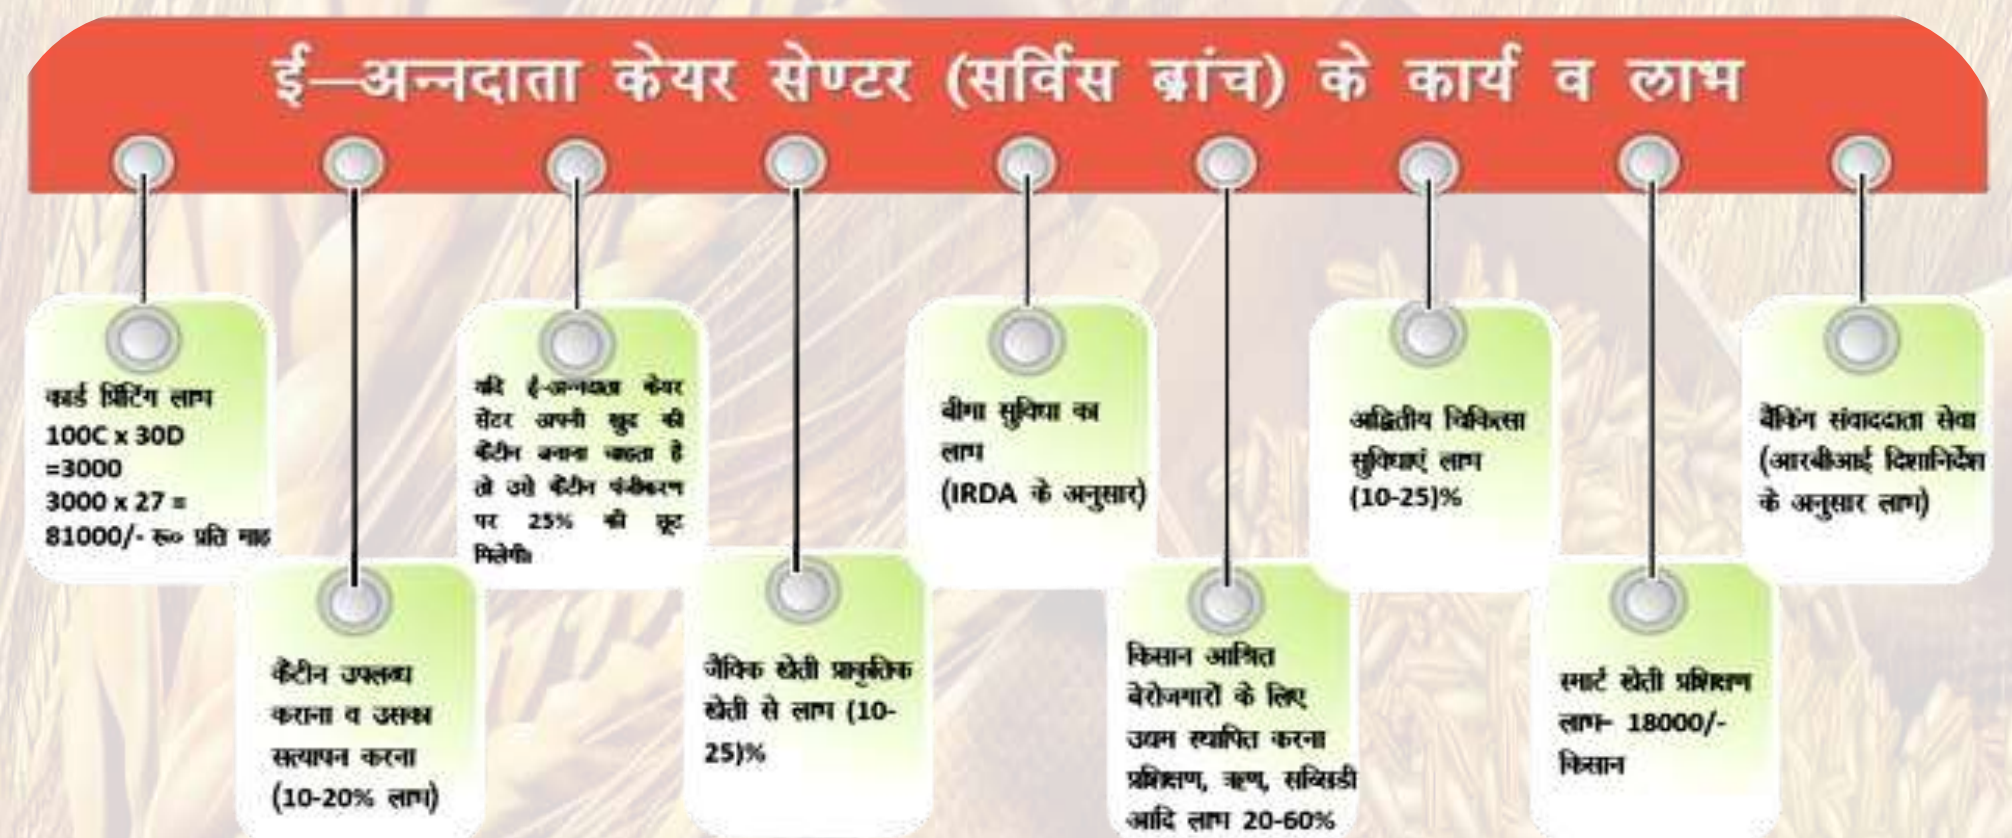 ई–अन्नदाता केयर सेण्टर (सर्विस ब्रांच) के कार्य व लाभ
कार्ड प्रिंटिंग लाभ
100C x 30D
=3000
3000 x 27 =
81000/- रू० प्रति माह
कैंटीन उपलब्ध
कराना व उसका
सत्यापन करना
(10-20% लाभ)
यदि ई-अन्नदाता केयर
सेंटर अपनी खुद की
कैंटीन बनाना चाहता है
तो उसे कैंटीन पंजीकरण
पर 25% की छूट
मिलेगी।
जैविक खेती प्राकृतिक
खेती से लाभ (10-
25)%
बीमा सुविधा का
लाभ
(IRDA के अनुसार)
किसान आश्रित
बेरोजगारों के लिए
उद्यम स्थापित करना
प्रशिक्षण, ऋण, सब्सिडी
आदि लाभ 20-60%
अद्वितीय चिकित्सा
सुविधाएं लाभ
(10-25)%
स्मार्ट खेती प्रशिक्षण
लाभ- 18000/-
किसान
बैंकिंग संवाददाता सेवा
(आरबीआई दिशानिर्देश
के अनुसार लाभ)